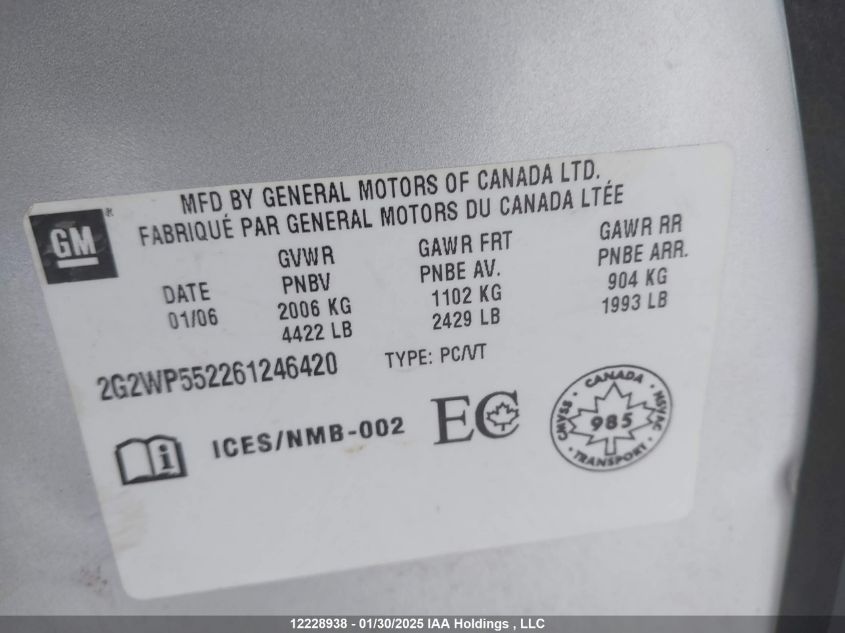 MFD BY GENERAL MOTORS OF CANADA LTD.
FABRIQUÉ PAR GENERAL MOTORS DU CANADA LTÉE
GM®
DATE
01/06
GVWR
PNBV
2006 KG
4422 LB
GAWR FRT
PNBE AV.
1102 KG
2429 LB
GAWR RR
PNBE ARR.
904 KG
1993 LB
2G2WP552261246420
TYPE: PC/VT
i
ICES/NMB-002
EC
CANADA
CMVSS
985
NSVAC
TRANSPORT
12228938 - 01/30/2025 IAA Holdings , LLC